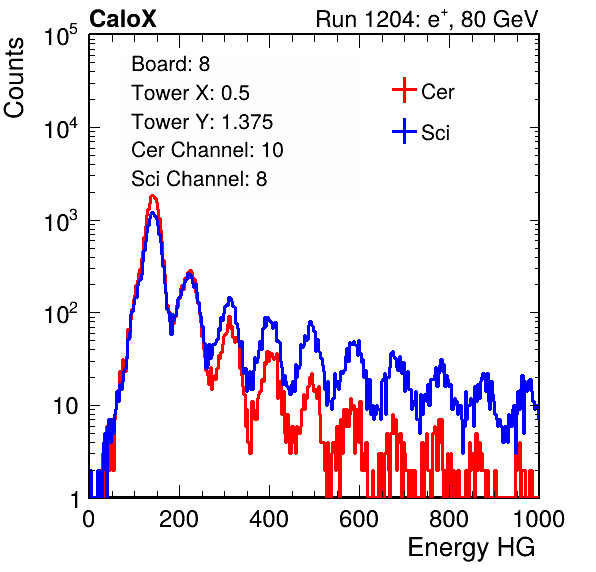 CaloX Run 1204: e⁺, 80 GeV
Counts
10⁵
10⁴
10³
10²
10
1
Board: 8
Tower X: 0.5
Tower Y: 1.375
Cer Channel: 10
Sci Channel: 8
Cer
Sci
0 200 400 600 800 1000
Energy HG